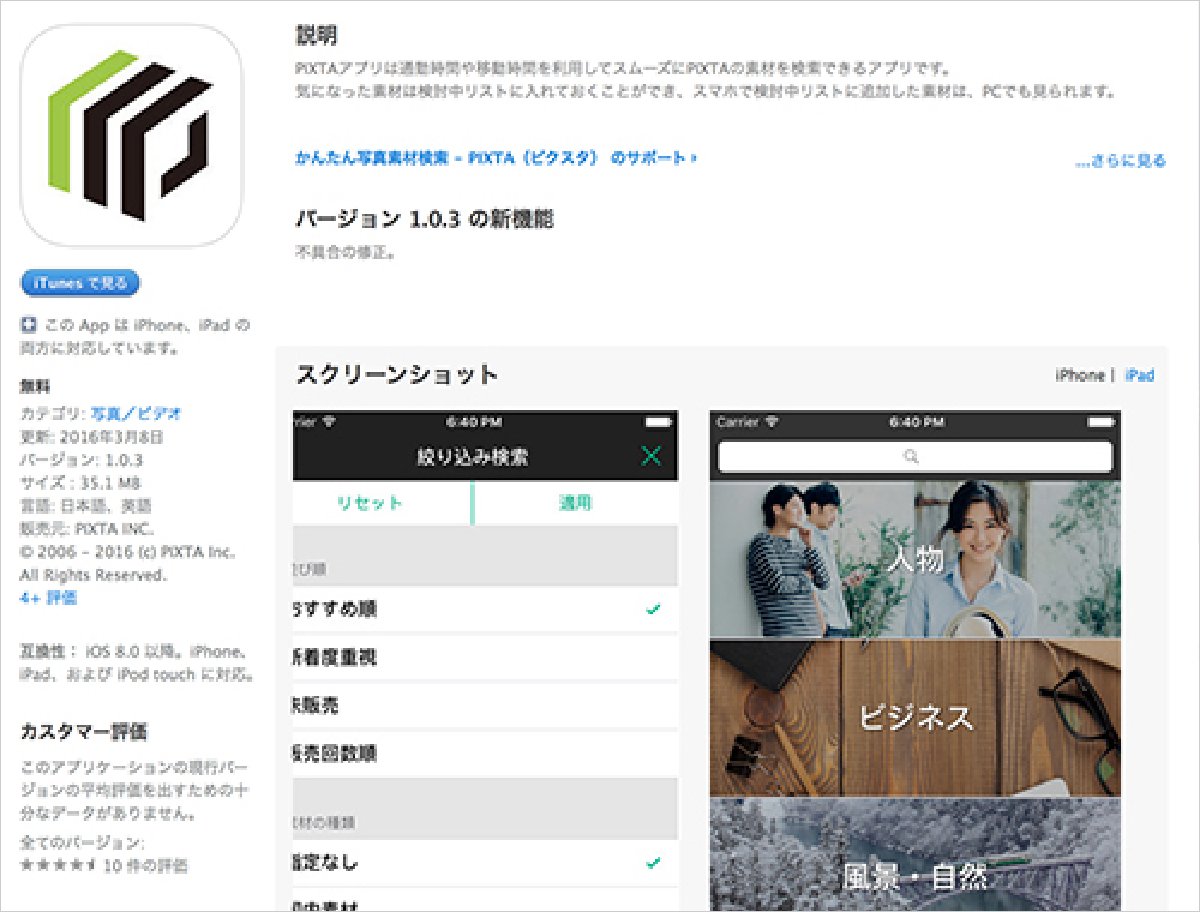 説明
PIXTAアプリは通勤時間や移動時間を利用してスムーズにPIXTAの素材を検索できるアプリです。
気になった素材は検討中リストに入れておくことができ、スマホで検討中リストに追加した素材は、PCでも見られます。
かんたん写真素材検索 - PIXTA（ピクスタ） のサポート ›
...さらに見る
バージョン 1.0.3 の新機能
不具合の修正。
iTunes で見る
この App は iPhone、iPad の
両方に対応しています。
無料
カテゴリ: 写真／ビデオ
更新: 2016年3月8日
バージョン: 1.0.3
サイズ : 35.1 MB
言語: 日本語、英語
販売元: PIXTA INC.
© 2006 - 2016 (c) PIXTA Inc.
All Rights Reserved.
4+ 評価
互換性： iOS 8.0 以降。iPhone、
iPad、および iPod touch に対応。
カスタマー評価
このアプリケーションの現行バー
ジョンの平均評価を出すための十
分なデータがありません。
全てのバージョン:
10 件の評価
スクリーンショット
iPhone | iPad
rrier 6:40 PM
絞り込み検索
リセット
適用
並び順
おすすめ順
新着度重視
未販売
販売回数順
素材の種類
指定なし
Carrier 6:40 PM
人物
ビジネス
風景・自然